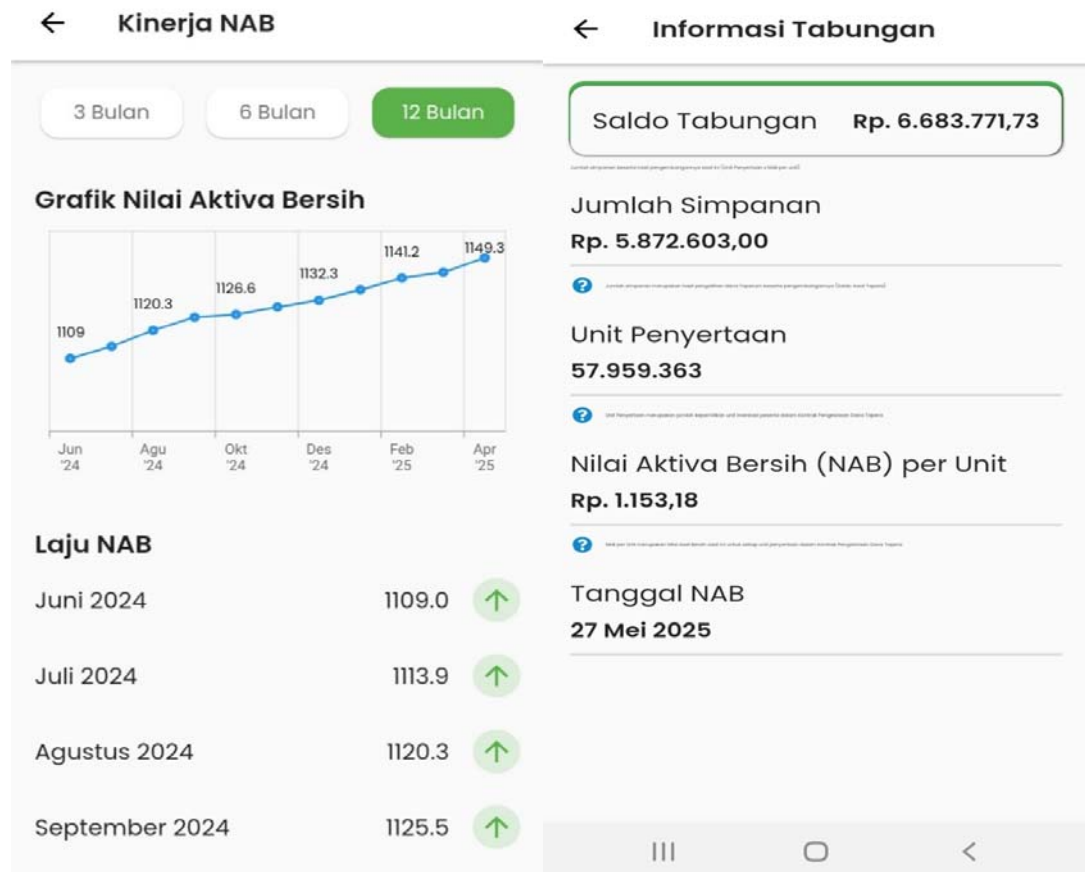 Kinerja NAB
3 Bulan
6 Bulan
12 Bulan
Grafik Nilai Aktiva Bersih
1109
1120.3
1126.6
1132.3
1141.2
1149.3
Jun '24
Agu '24
Okt '24
Des '24
Feb '25
Apr '25
Laju NAB
Juni 2024 1109.0
Juli 2024 1113.9
Agustus 2024 1120.3
September 2024 1125.5
Informasi Tabungan
Saldo Tabungan Rp. 6.683.771,73
Jumlah Simpanan
Rp. 5.872.603,00
Unit Penyertaan
57.959.363
Nilai Aktiva Bersih (NAB) per Unit
Rp. 1.153,18
Tanggal NAB
27 Mei 2025